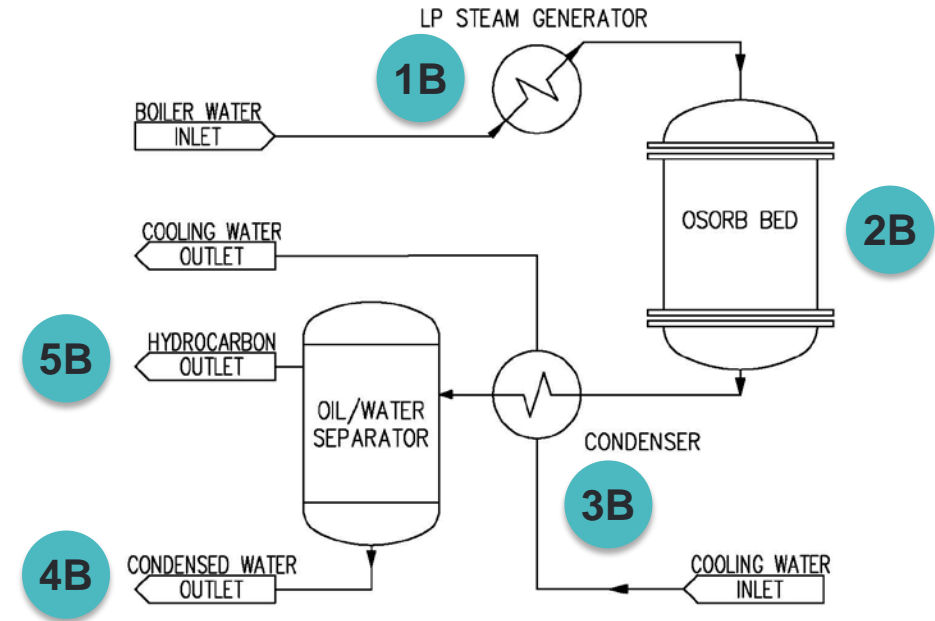 LP STEAM GENERATOR
1B
BOILER WATER
INLET
OSORB BED
2B
COOLING WATER
OUTLET
5B
HYDROCARBON
OUTLET
OIL/WATER
SEPARATOR
CONDENSER
3B
4B
CONDENSED WATER
OUTLET
COOLING WATER
INLET